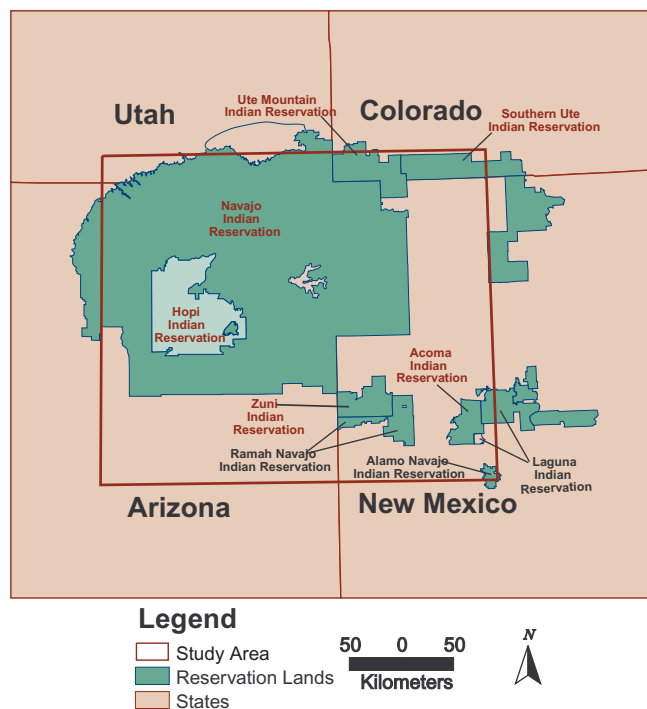 Utah
Colorado
Ute Mountain
Indian Reservation
Southern Ute
Indian Reservation
Navajo
Indian
Reservation
Hopi
Indian
Reservation
Acoma
Indian
Reservation
Zuni
Indian
Reservation
Ramah Navajo
Indian Reservation
Alamo Navajo
Indian Reservation
Laguna
Indian
Reservation
Arizona
New Mexico
Legend
Study Area
Reservation Lands
States
50 0 50
Kilometers
N